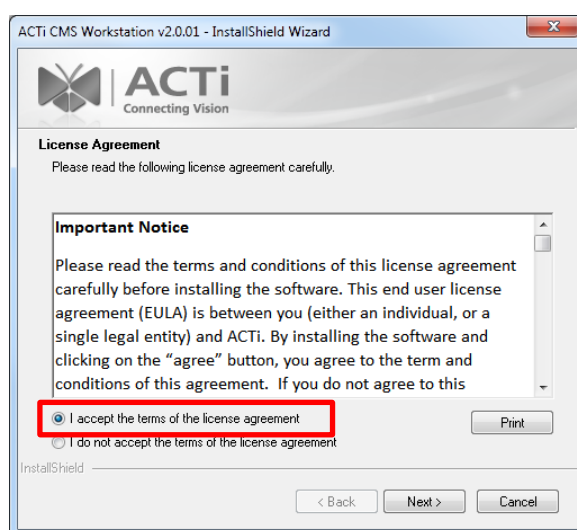 ACTi CMS Workstation v2.0.01 - InstallShield Wizard
ACTi
Connecting Vision
License Agreement
Please read the following license agreement carefully.
Important Notice
Please read the terms and conditions of this license agreement
carefully before installing the software. This end user license
agreement (EULA) is between you (either an individual, or a
single legal entity) and ACTi. By installing the software and
clicking on the “agree” button, you agree to the term and
conditions of this agreement.  If you do not agree to this
I accept the terms of the license agreement
Print
I do not accept the terms of the license agreement
InstallShield
< Back
Next >
Cancel